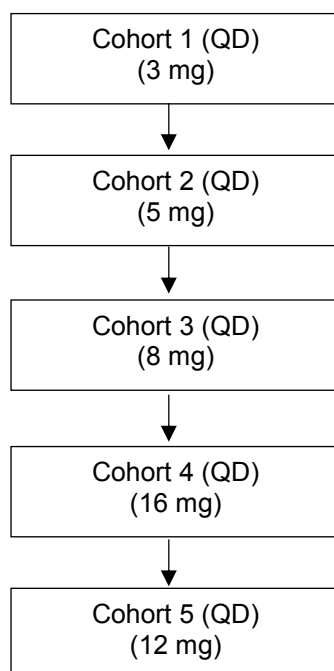 Cohort 1 (QD)
(3 mg)
Cohort 2 (QD)
(5 mg)
Cohort 3 (QD)
(8 mg)
Cohort 4 (QD)
(16 mg)
Cohort 5 (QD)
(12 mg)